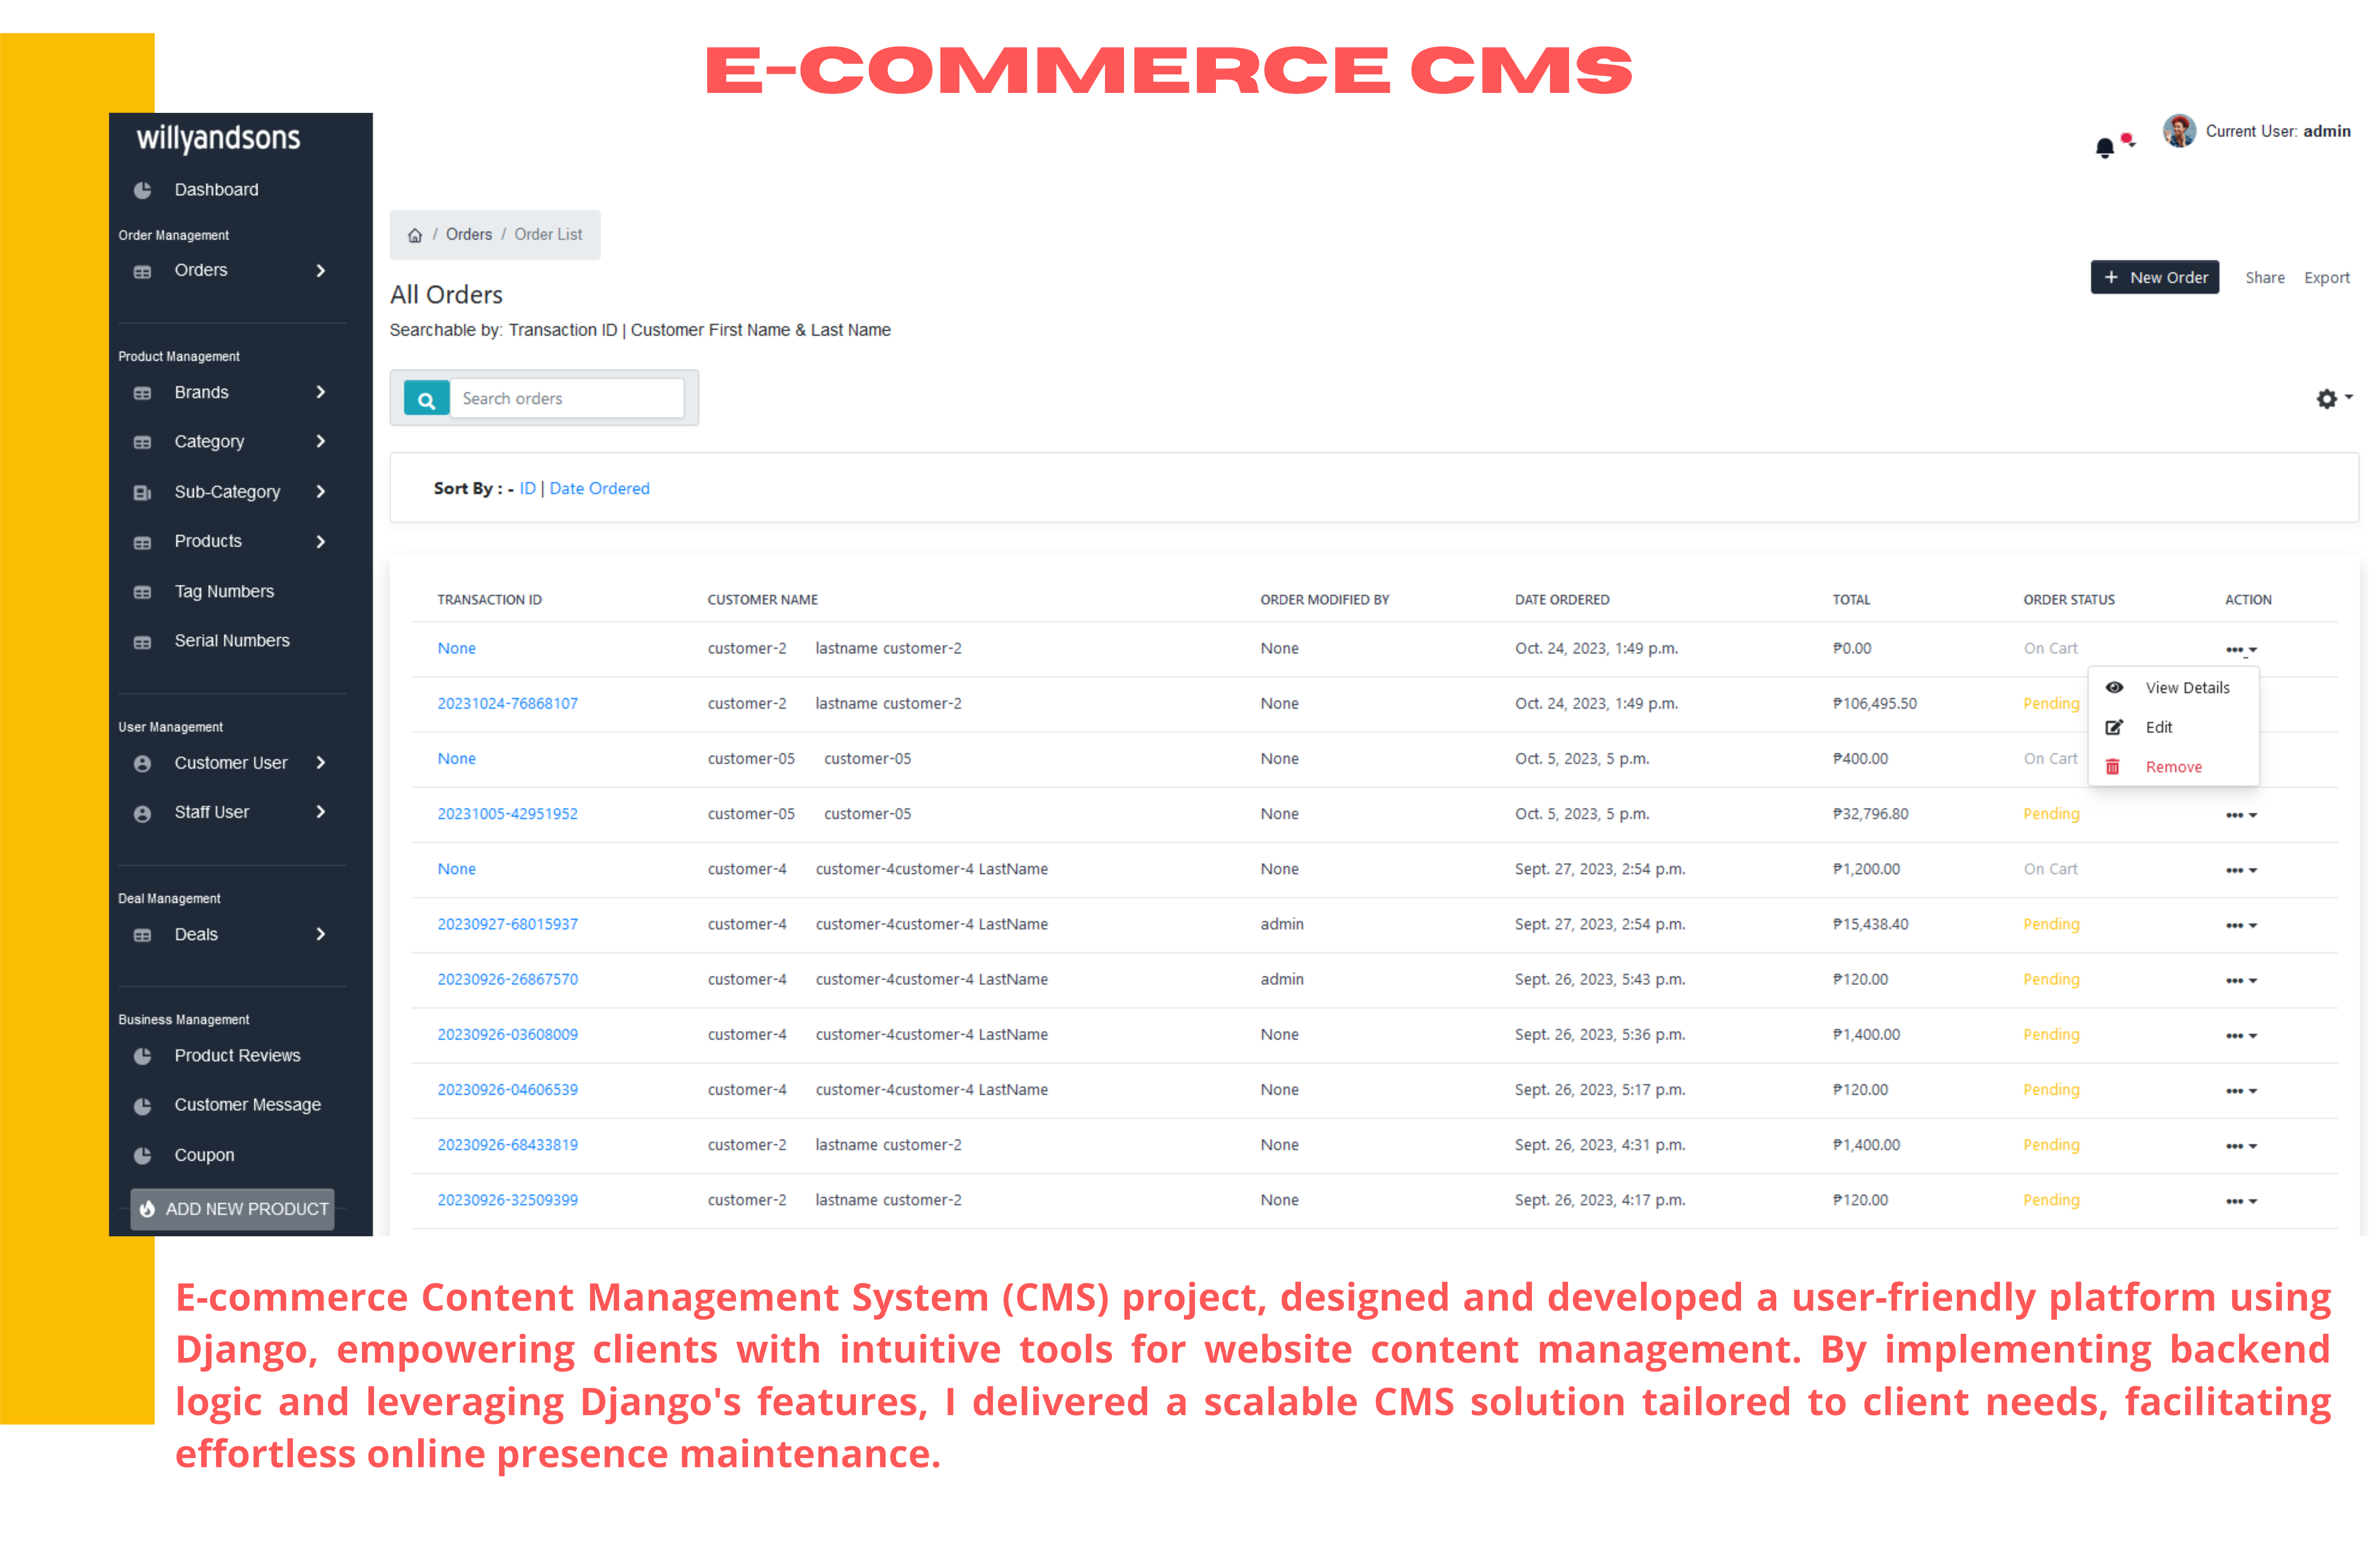 E-COMMERCE CMS
willyandsons
Current User: admin
Dashboard
Order Management
Orders
Product Management
Brands
Category
Sub-Category
Products
Tag Numbers
Serial Numbers
User Management
Customer User
Staff User
Deal Management
Deals
Business Management
Product Reviews
Customer Message
Coupon
ADD NEW PRODUCT
/ Orders / Order List
All Orders
+ New Order Share Export
Searchable by: Transaction ID | Customer First Name & Last Name
Search orders
Sort By : - ID | Date Ordered
TRANSACTION ID CUSTOMER NAME ORDER MODIFIED BY DATE ORDERED TOTAL ORDER STATUS ACTION
None customer-2 lastname customer-2 None Oct. 24, 2023, 1:49 p.m. ₱0.00 On Cart
20231024-76868107 customer-2 lastname customer-2 None Oct. 24, 2023, 1:49 p.m. ₱106,495.50 Pending
None customer-05 customer-05 None Oct. 5, 2023, 5 p.m. ₱400.00 On Cart
20231005-42951952 customer-05 customer-05 None Oct. 5, 2023, 5 p.m. ₱32,796.80 Pending
None customer-4 customer-4customer-4 LastName None Sept. 27, 2023, 2:54 p.m. ₱1,200.00 On Cart
20230927-68015937 customer-4 customer-4customer-4 LastName admin Sept. 27, 2023, 2:54 p.m. ₱15,438.40 Pending
20230926-26867570 customer-4 customer-4customer-4 LastName admin Sept. 26, 2023, 5:43 p.m. ₱120.00 Pending
20230926-03608009 customer-4 customer-4customer-4 LastName None Sept. 26, 2023, 5:36 p.m. ₱1,400.00 Pending
20230926-04606539 customer-4 customer-4customer-4 LastName None Sept. 26, 2023, 5:17 p.m. ₱120.00 Pending
20230926-68433819 customer-2 lastname customer-2 None Sept. 26, 2023, 4:31 p.m. ₱1,400.00 Pending
20230926-32509399 customer-2 lastname customer-2 None Sept. 26, 2023, 4:17 p.m. ₱120.00 Pending
View Details
Edit
Remove
E-commerce Content Management System (CMS) project, designed and developed a user-friendly platform using
Django, empowering clients with intuitive tools for website content management. By implementing backend
logic and leveraging Django's features, I delivered a scalable CMS solution tailored to client needs, facilitating
effortless online presence maintenance.